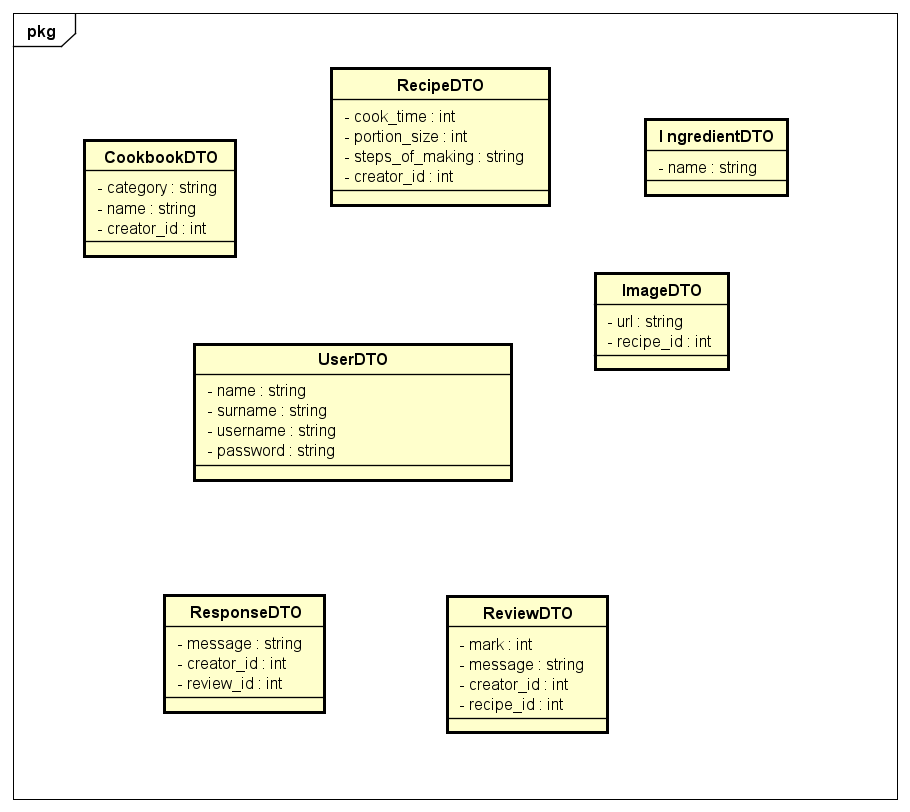 pkg
RecipeDTO
- cook_time : int
- portion_size : int
- steps_of_making : string
- creator_id : int
I ngredientDTO
- name : string
CookbookDTO
- category : string
- name : string
- creator_id : int
ImageDTO
- url : string
- recipe_id : int
UserDTO
- name : string
- surname : string
- username : string
- password : string
ResponseDTO
- message : string
- creator_id : int
- review_id : int
ReviewDTO
- mark : int
- message : string
- creator_id : int
- recipe_id : int